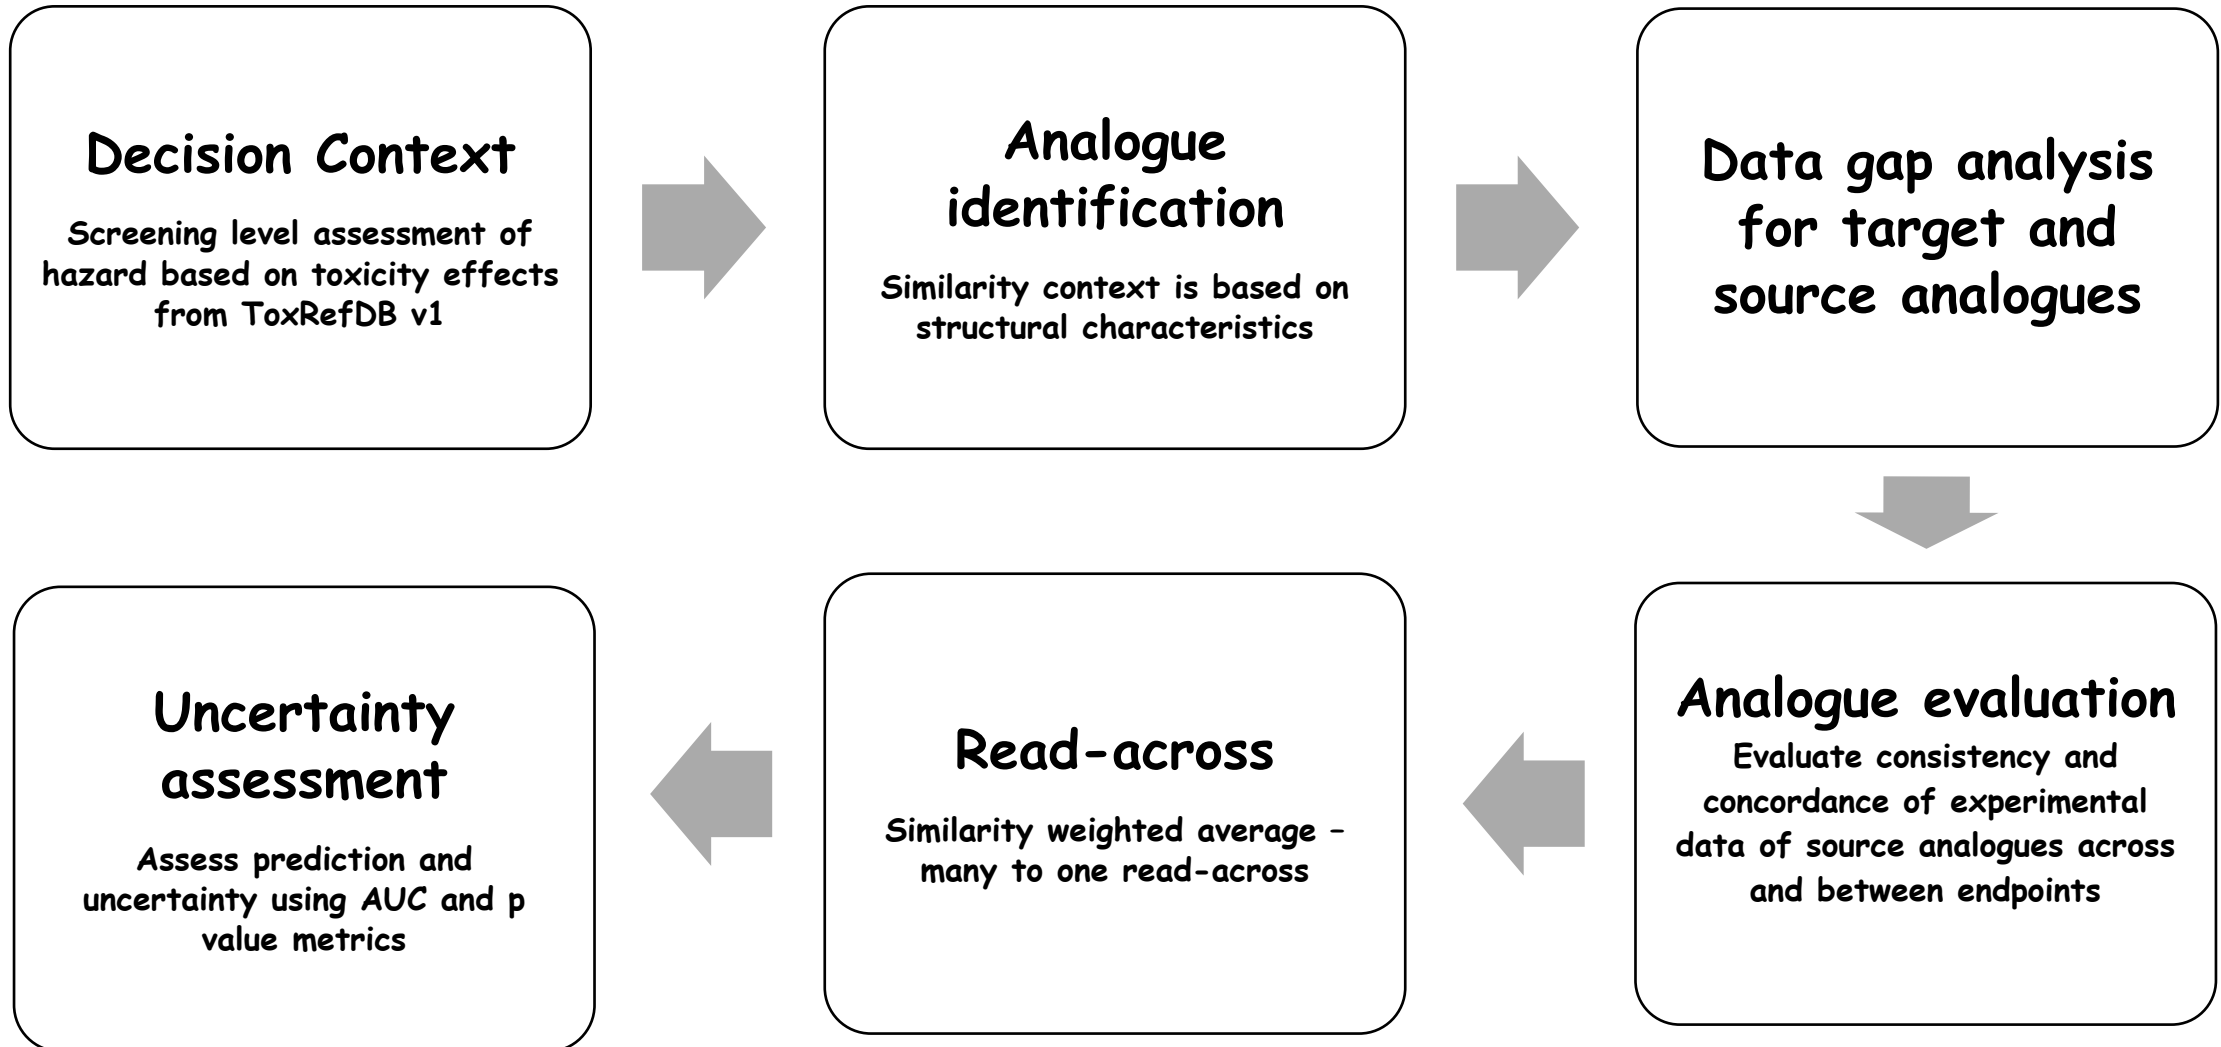 Decision Context
Screening level assessment of
hazard based on toxicity effects
from ToxRefDB v1
Analogue
identification
Similarity context is based on
structural characteristics
Data gap analysis
for target and
source analogues
Analogue evaluation
Evaluate consistency and
concordance of experimental
data of source analogues across
and between endpoints
Read-across
Similarity weighted average –
many to one read-across
Uncertainty
assessment
Assess prediction and
uncertainty using AUC and p
value metrics